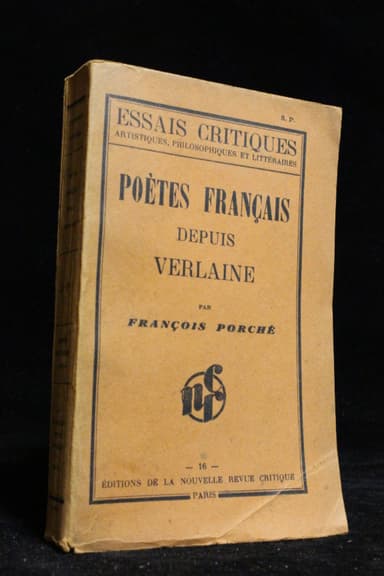 S. P.
ESSAIS CRITIQUES
ARTISTIQUES, PHILOSOPHIQUES ET LITTÉRAIRES
POÈTES FRANÇAIS
DEPUIS
VERLAINE
PAR
FRANÇOIS PORCHÉ
— 16 —
ÉDITIONS DE LA NOUVELLE REVUE CRITIQUE
PARIS